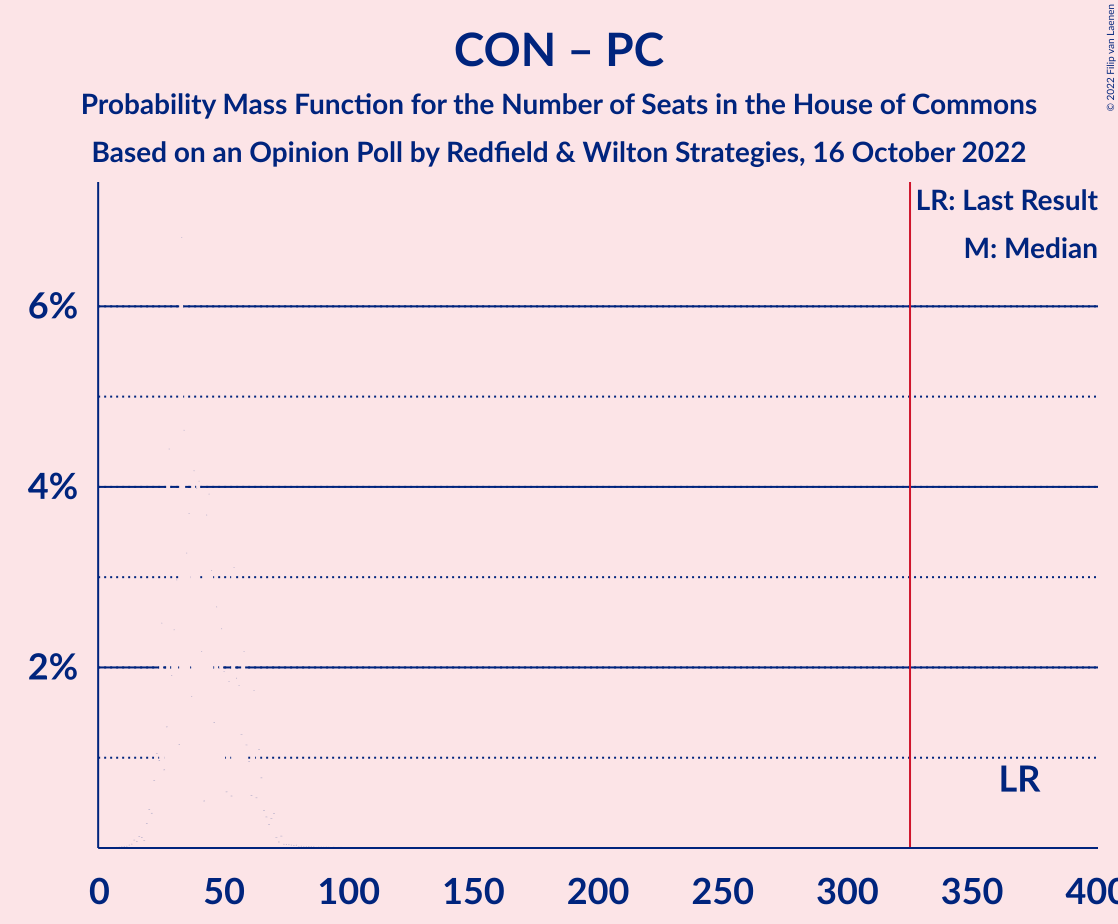 CON – PC
Probability Mass Function for the Number of Seats in the House of Commons
Based on an Opinion Poll by Redfield & Wilton Strategies, 16 October 2022
© 2022 Filip van Laenen
LR: Last Result
M: Median
6%
4%
2%
LR
0 50 100 150 200 250 300 350 400